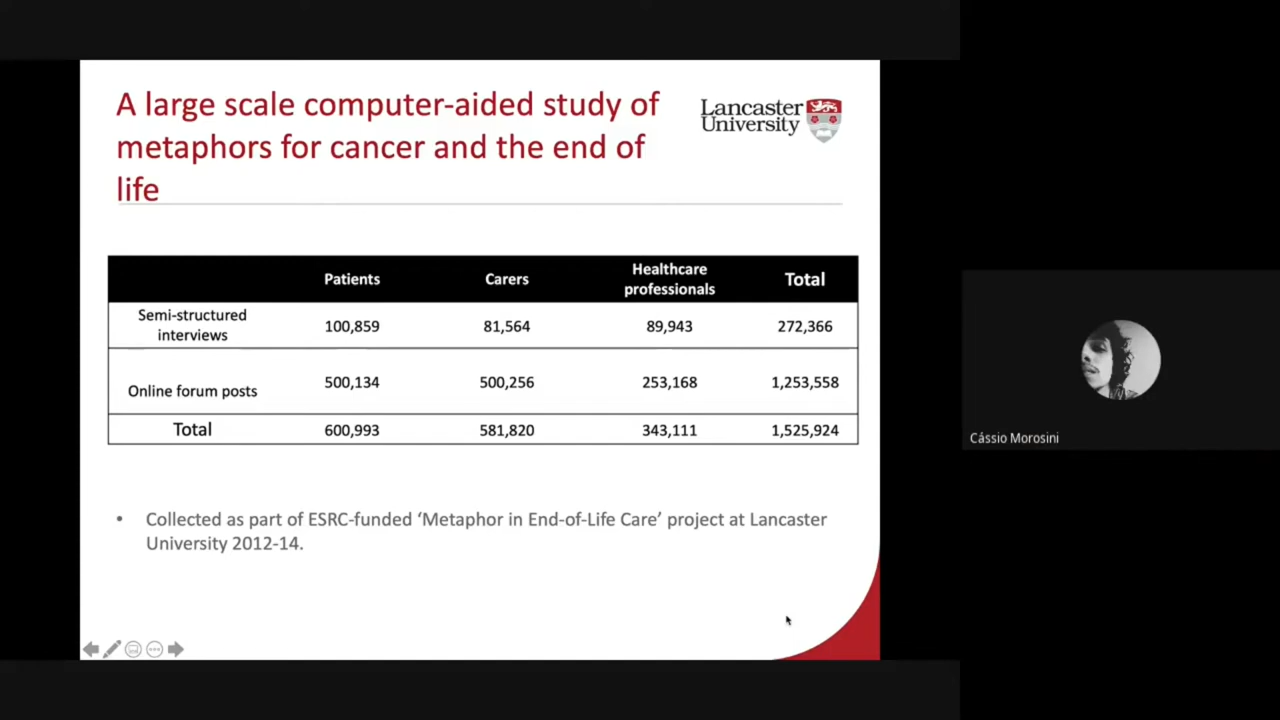 A large scale computer-aided study of
metaphors for cancer and the end of
life
Lancaster
University
Patients Carers Healthcare professionals Total
Semi-structured interviews 100,859 81,564 89,943 272,366
Online forum posts 500,134 500,256 253,168 1,253,558
Total 600,993 581,820 343,111 1,525,924
• Collected as part of ESRC-funded ‘Metaphor in End-of-Life Care’ project at Lancaster
University 2012-14.
Cássio Morosini